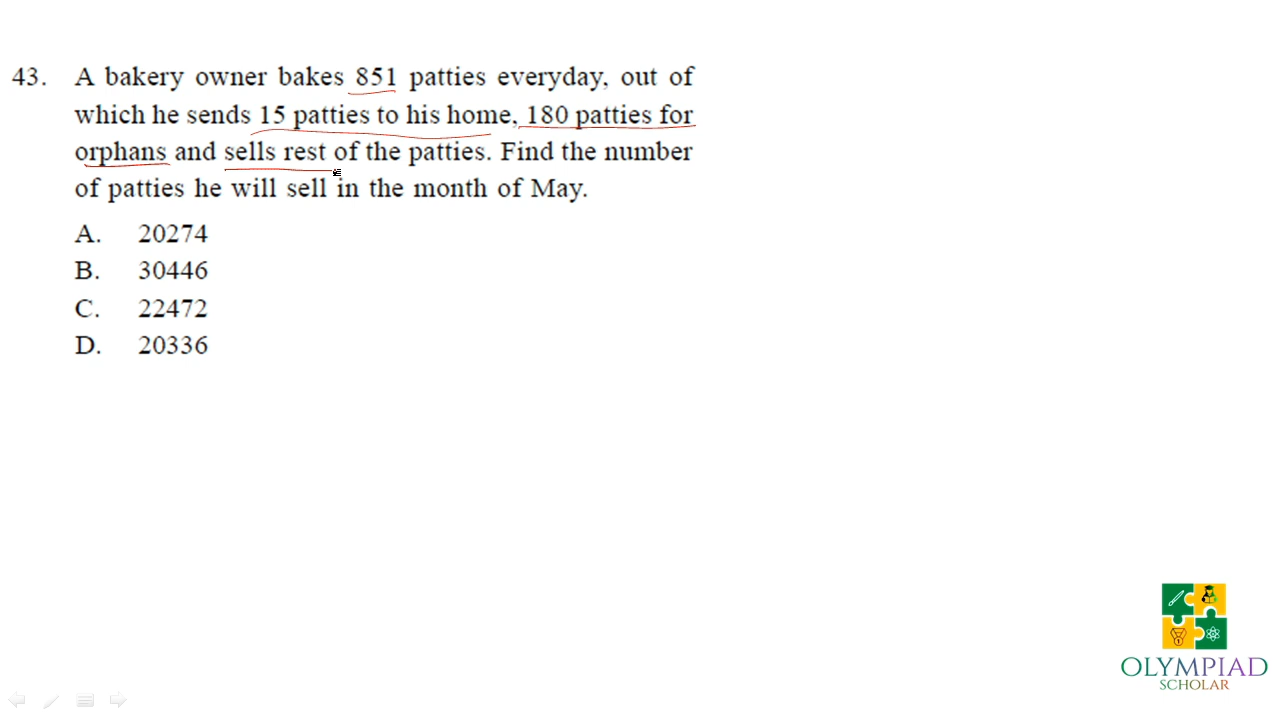 43. A bakery owner bakes 851 patties everyday, out of
which he sends 15 patties to his home, 180 patties for
orphans and sells rest of the patties. Find the number
of patties he will sell in the month of May.
A. 20274
B. 30446
C. 22472
D. 20336
OLYMPIAD
SCHOLAR